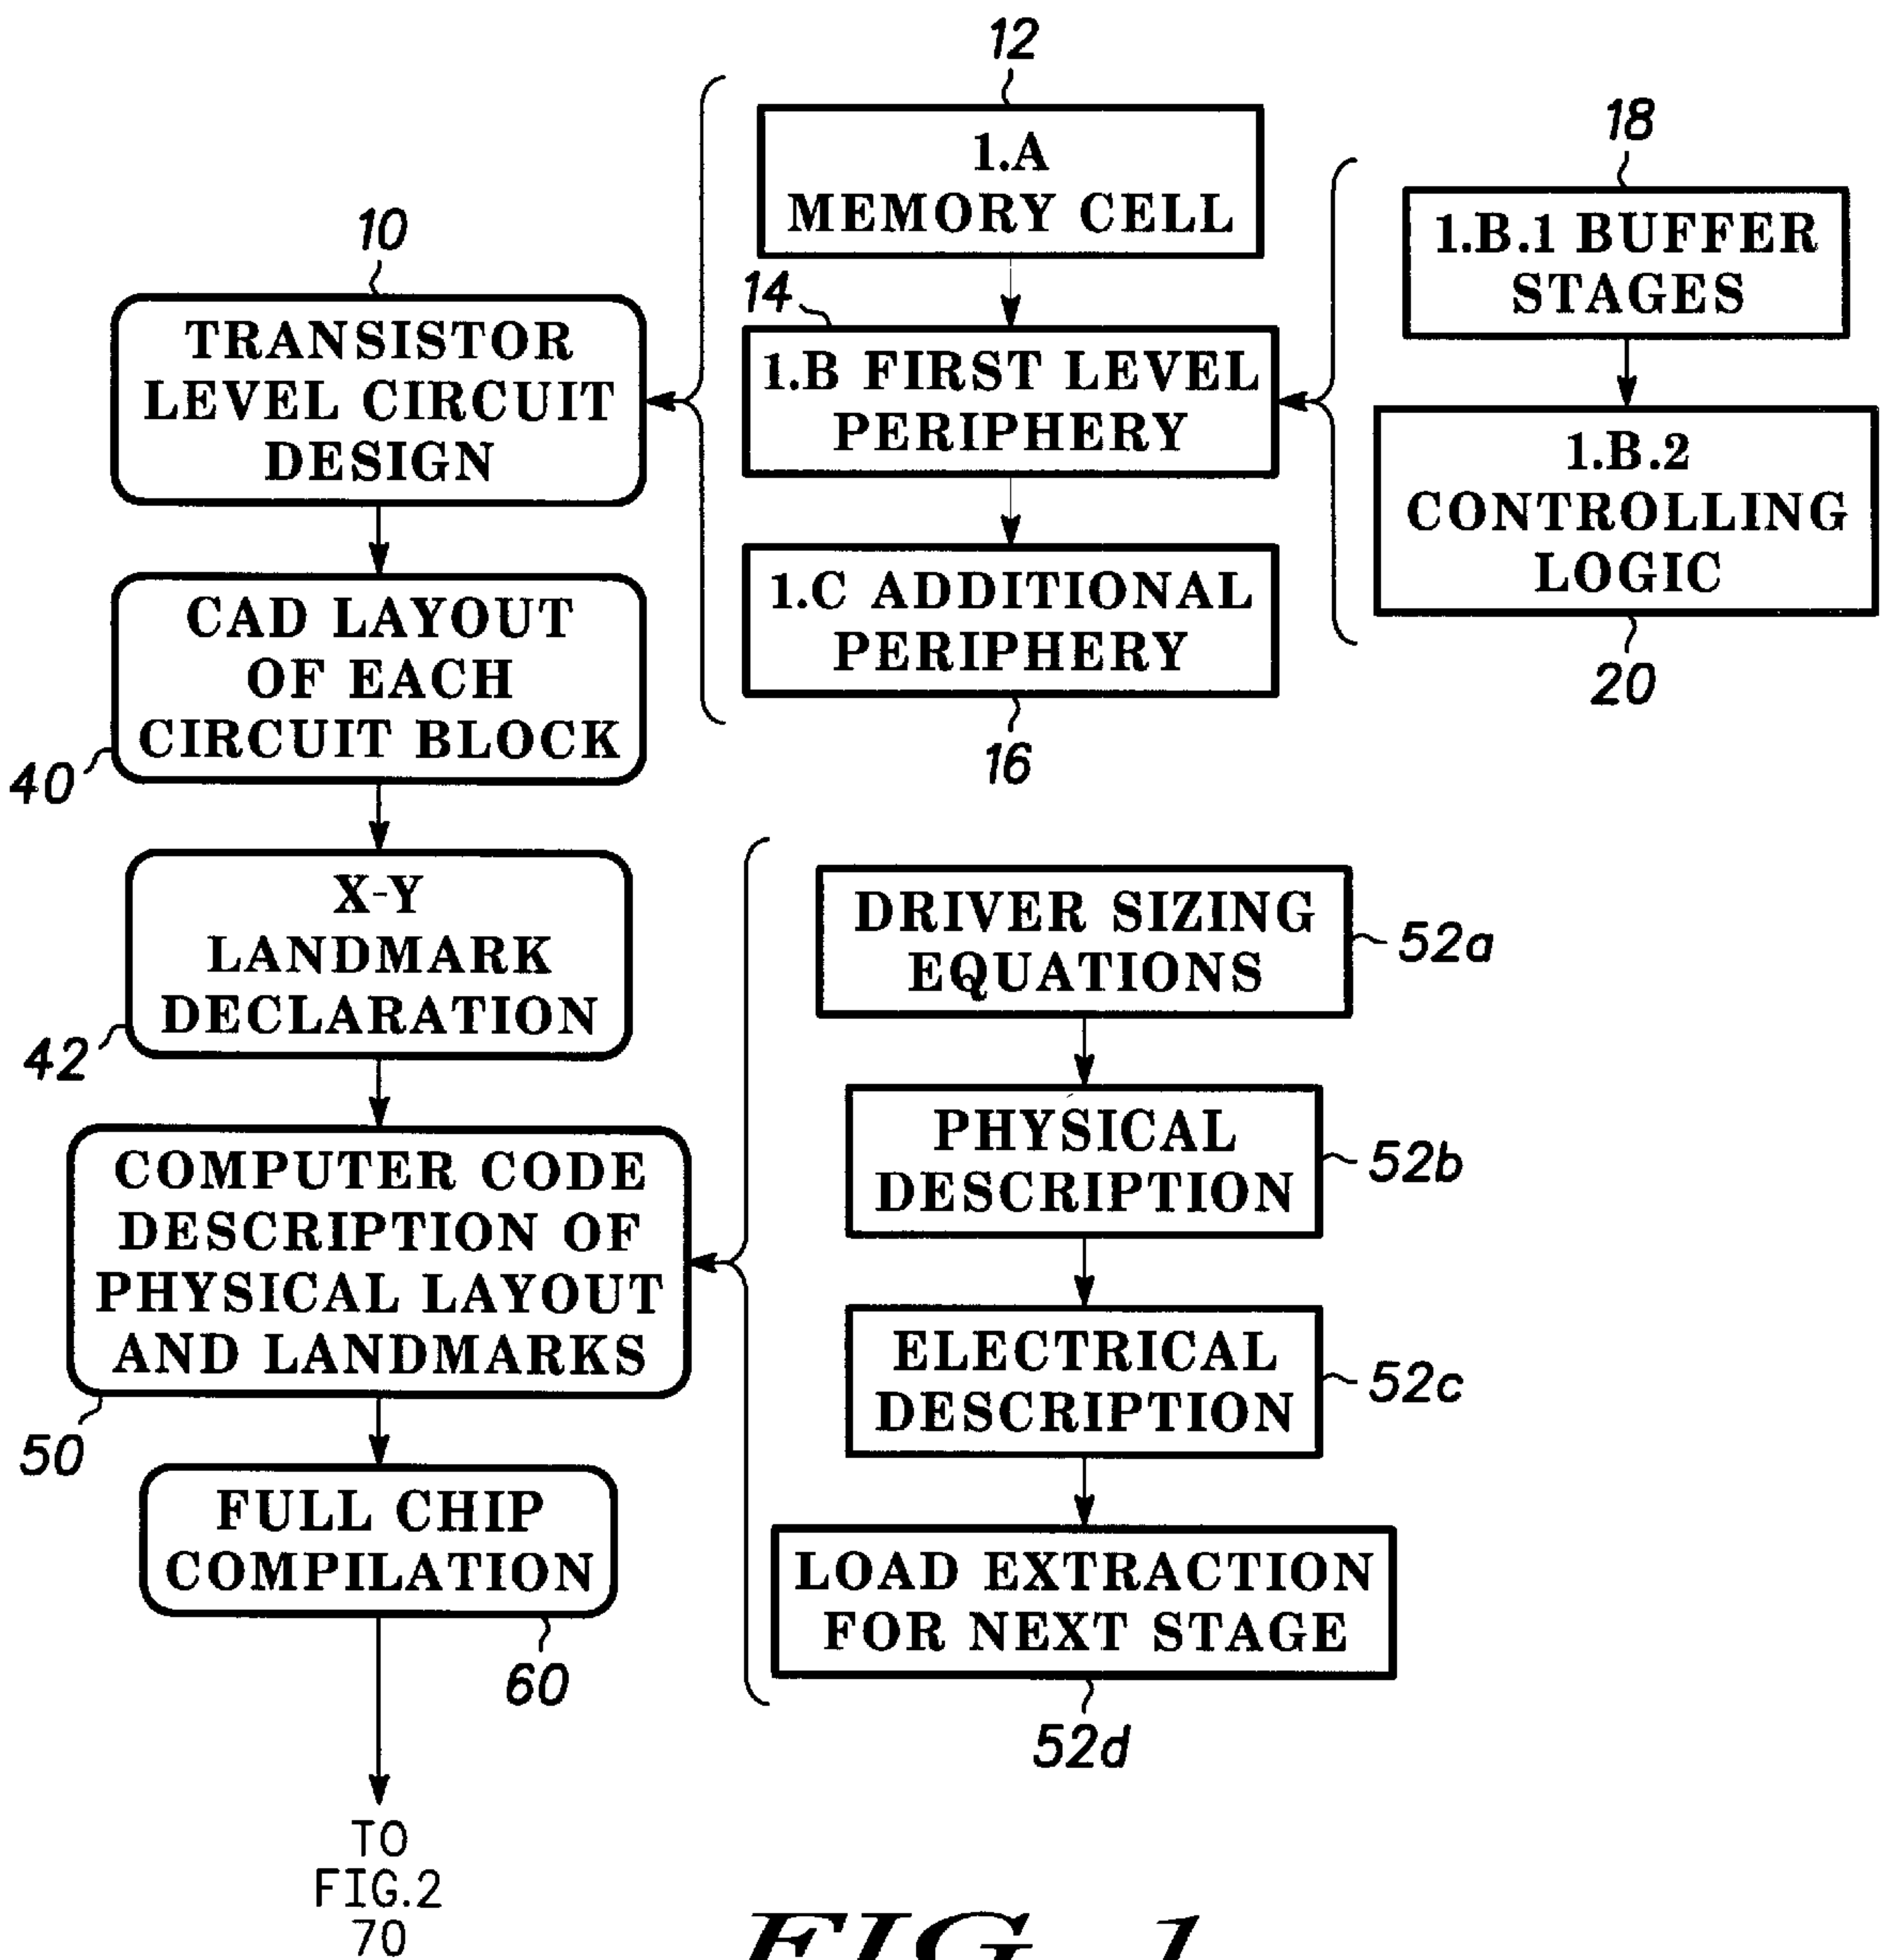 10
TRANSISTOR
LEVEL CIRCUIT
DESIGN
12
1.A
MEMORY CELL
14
1.B FIRST LEVEL
PERIPHERY
1.C ADDITIONAL
PERIPHERY
16
18
1.B.1 BUFFER
STAGES
1.B.2
CONTROLLING
LOGIC
20
CAD LAYOUT
OF EACH
CIRCUIT BLOCK
40
X-Y
LANDMARK
DECLARATION
42
COMPUTER CODE
DESCRIPTION OF
PHYSICAL LAYOUT
AND LANDMARKS
50
DRIVER SIZING
EQUATIONS
52a
PHYSICAL
DESCRIPTION
52b
ELECTRICAL
DESCRIPTION
52c
LOAD EXTRACTION
FOR NEXT STAGE
52d
FULL CHIP
COMPILATION
60
TO
FIG.2
70
FIG. 1